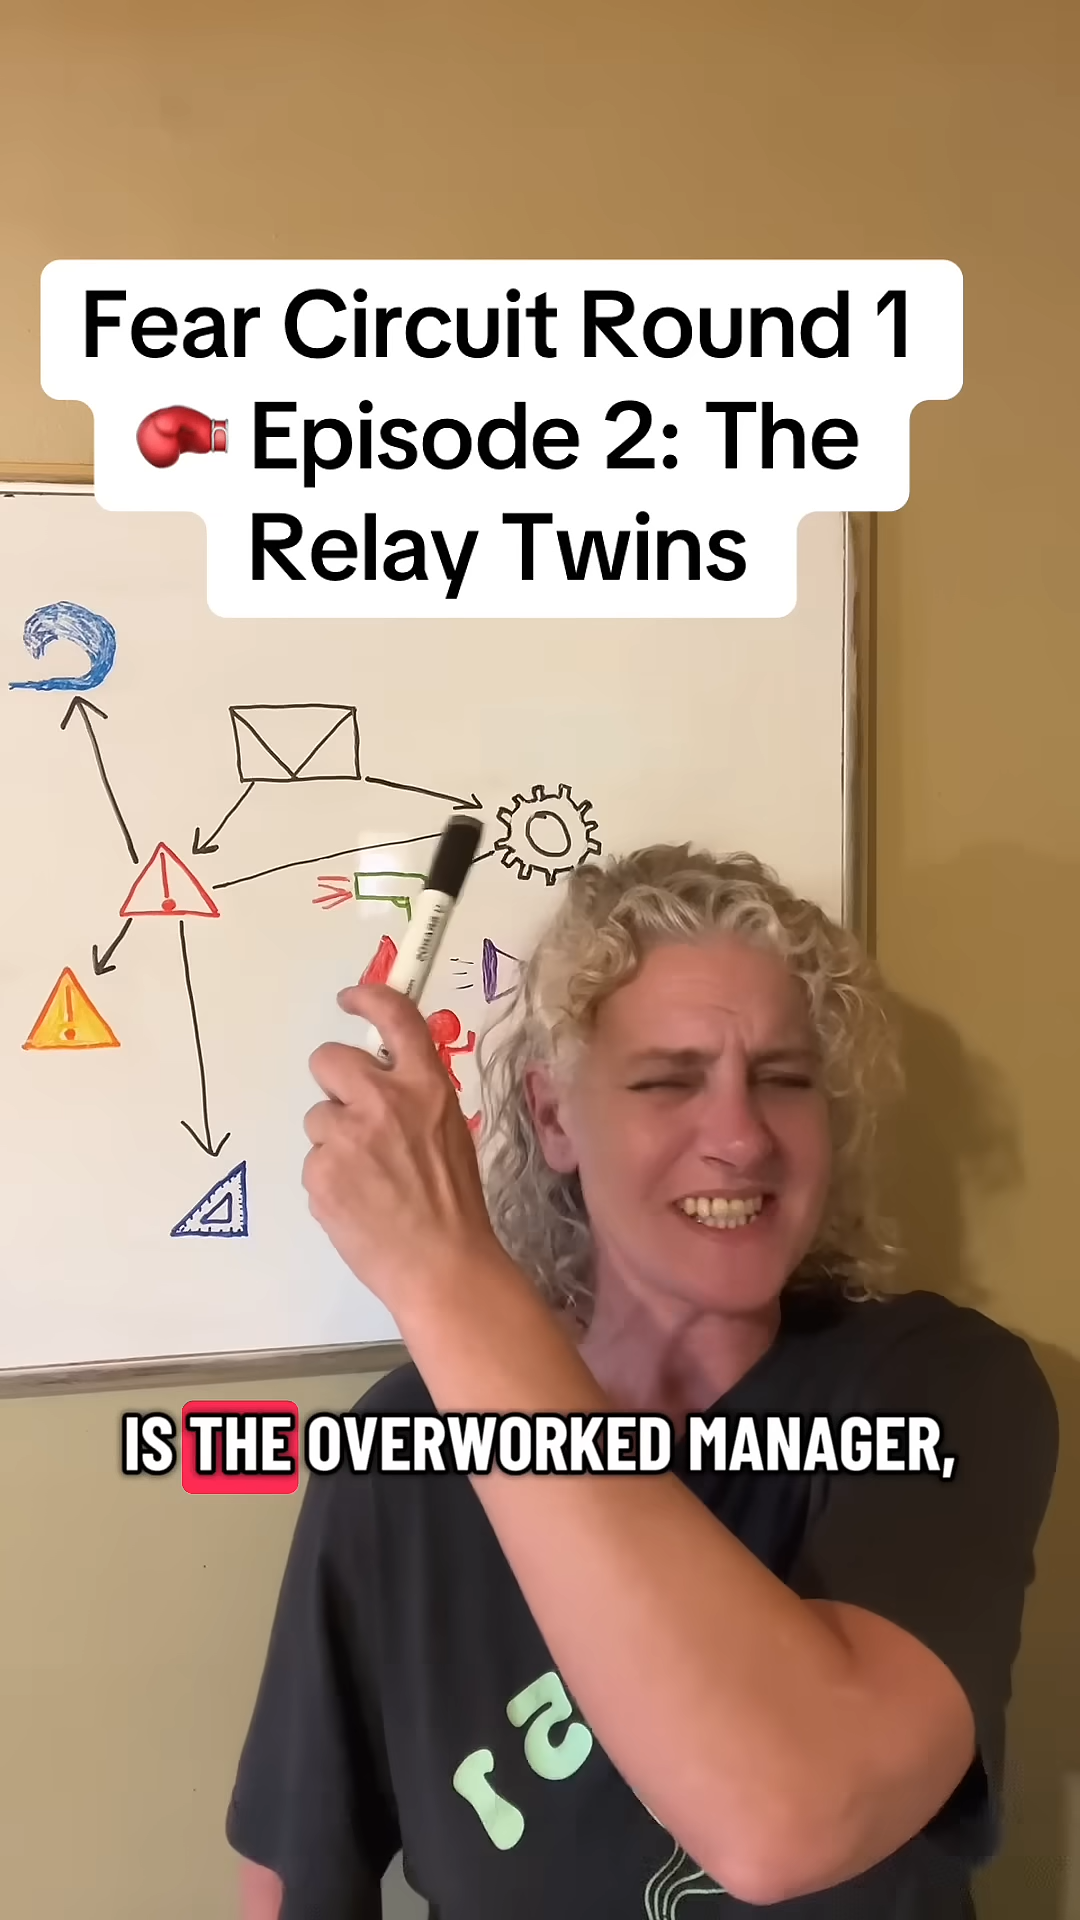 Fear Circuit Round 1
🥊 Episode 2: The
Relay Twins
IS THE OVERWORKED MANAGER,